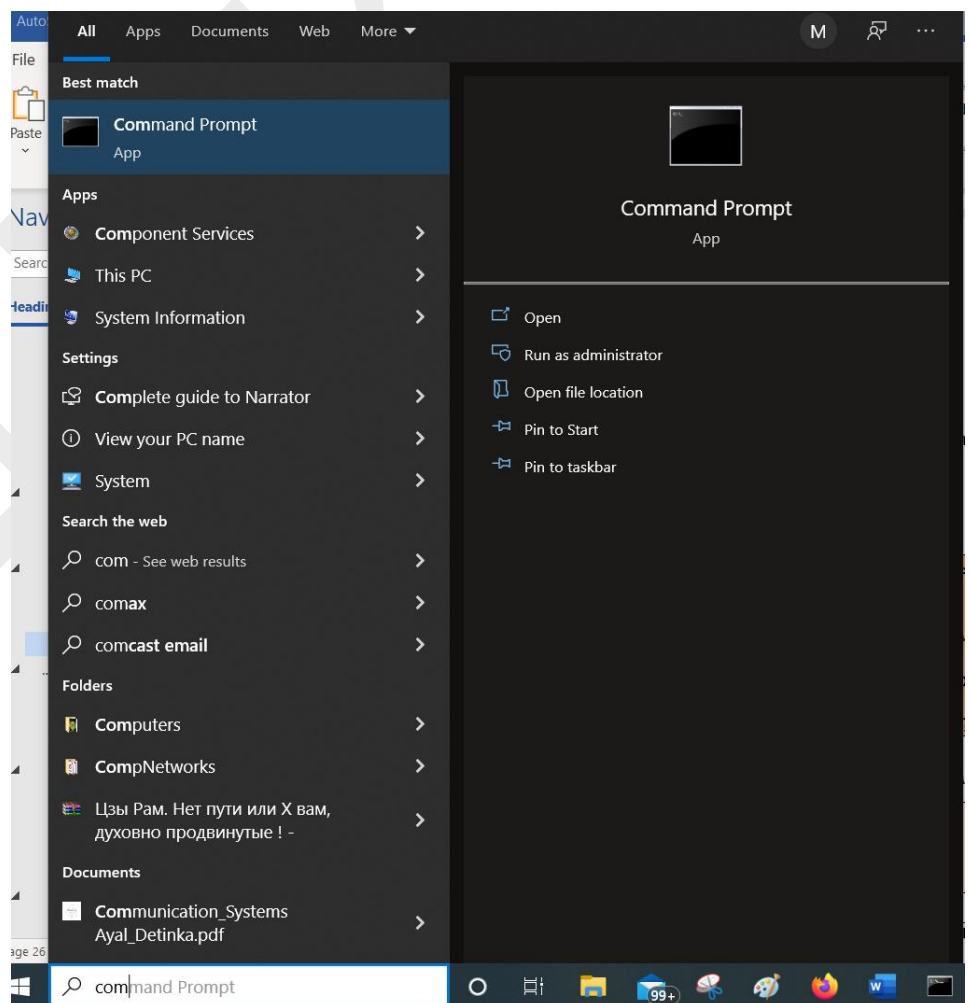 Auto
File
Paste
Nav
Searc
Headin
age 26
All Apps Documents Web More
M
Best match
Command Prompt
App
Apps
Component Services
This PC
System Information
Settings
Complete guide to Narrator
View your PC name
System
Search the web
com - See web results
comax
comcast email
Folders
Computers
CompNetworks
Цзы Рам. Нет пути или Х вам,
духовно продвинутые ! -
Documents
Communication_Systems
Ayal_Detinka.pdf
Command Prompt
App
Open
Run as administrator
Open file location
Pin to Start
Pin to taskbar
command Prompt
99+
W